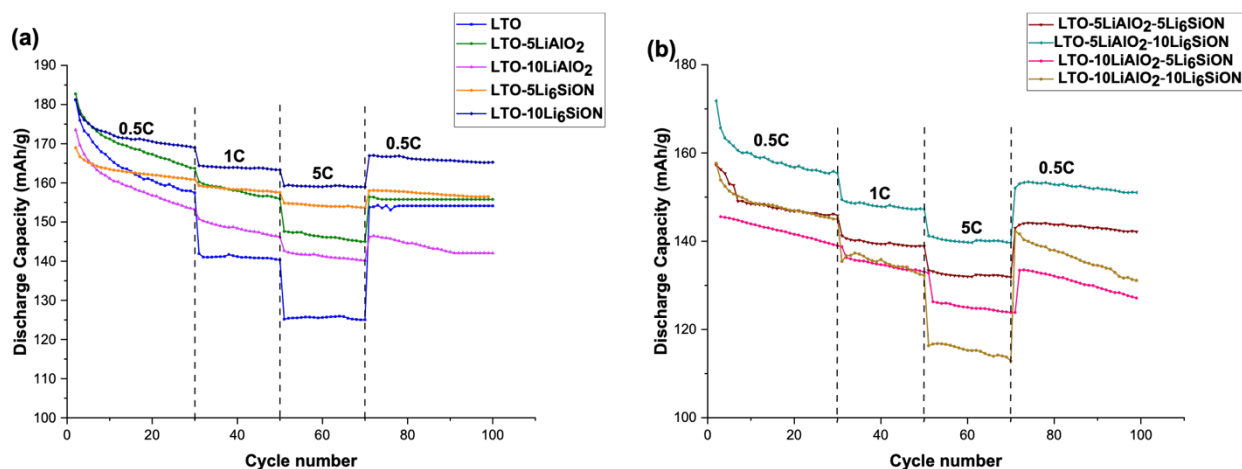 (a)
LTO
LTO-5LiAlO₂
LTO-10LiAlO₂
LTO-5Li₆SiON
LTO-10Li₆SiON
190
180
170
160
150
140
130
120
110
100
Discharge Capacity (mAh/g)
0.5C
1C
5C
0.5C
0
20
40
60
80
100
Cycle number
(b)
LTO-5LiAlO₂-5Li₆SiON
LTO-5LiAlO₂-10Li₆SiON
LTO-10LiAlO₂-5Li₆SiON
LTO-10LiAlO₂-10Li₆SiON
180
160
140
120
100
Discharge Capacity (mAh/g)
0.5C
1C
5C
0.5C
0
20
40
60
80
100
Cycle number